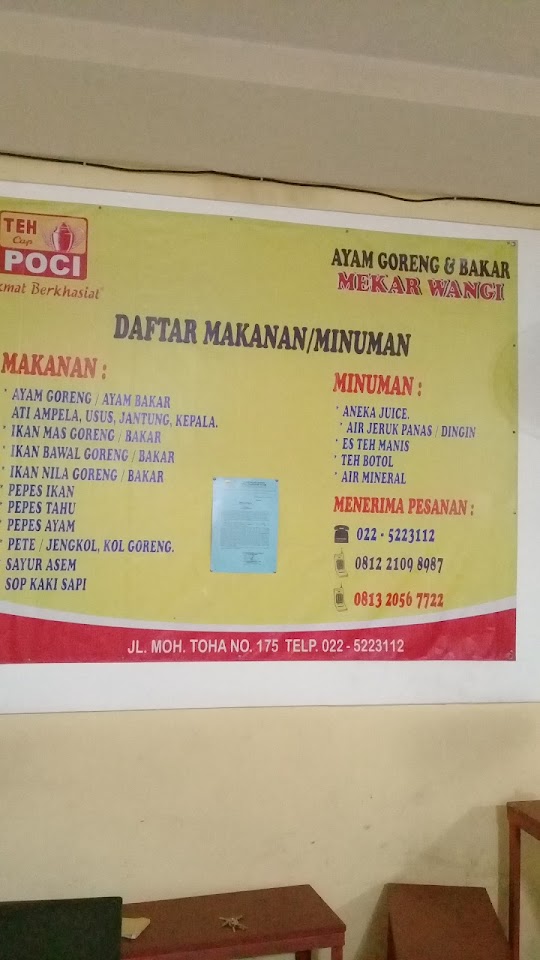 TEH
Cup
POCI
kmat Berkhasiat
AYAM GORENG & BAKAR
MEKAR WANGI
DAFTAR MAKANAN/MINUMAN
MAKANAN :
* AYAM GORENG / AYAM BAKAR
ATI AMPELA, USUS, JANTUNG, KEPALA.
* IKAN MAS GORENG / BAKAR
* IKAN BAWAL GORENG / BAKAR
* IKAN NILA GORENG / BAKAR
* PEPES IKAN
* PEPES TAHU
* PEPES AYAM
* PETE / JENGKOL, KOL GORENG.
* SAYUR ASEM
SOP KAKI SAPI
MINUMAN :
* ANEKA JUICE.
* AIR JERUK PANAS / DINGIN
* ES TEH MANIS
* TEH BOTOL
* AIR MINERAL
MENERIMA PESANAN :
022 - 5223112
0812 2109 8987
0813 2056 7722
JL. MOH. TOHA NO. 175 TELP. 022 - 5223112